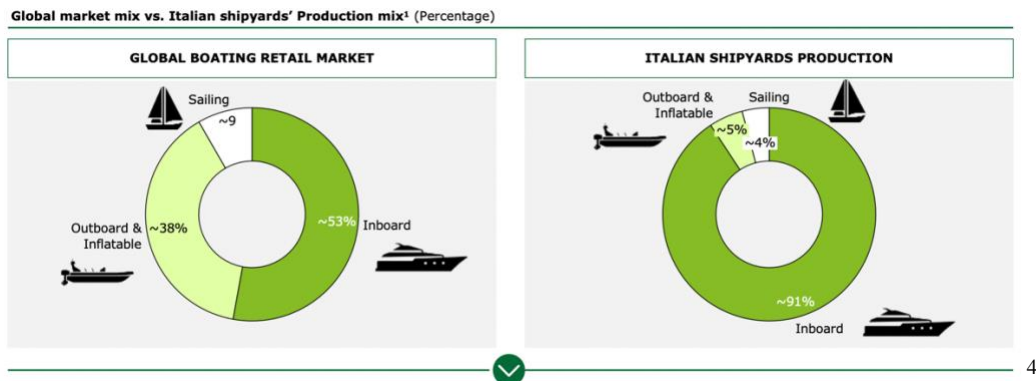 Global market mix vs. Italian shipyards’ Production mix¹ (Percentage)
GLOBAL BOATING RETAIL MARKET
Sailing
~9
Outboard &
Inflatable
~38%
~53%
Inboard
ITALIAN SHIPYARDS PRODUCTION
Outboard &
Inflatable
Sailing
~5%
~4%
~91%
Inboard
4